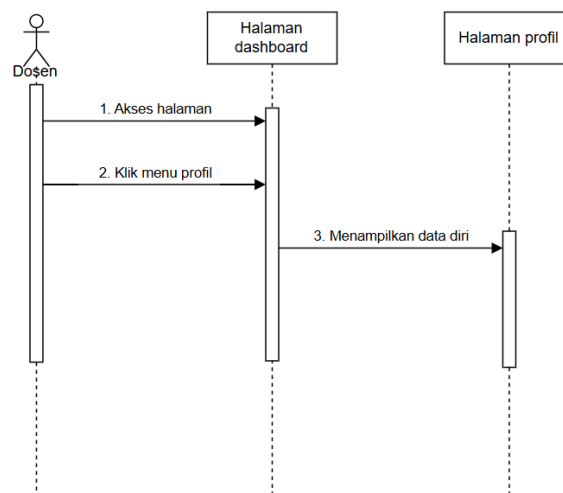 Halaman
dashboard
Halaman profil
Dosen
1. Akses halaman
2. Klik menu profil
3. Menampilkan data diri